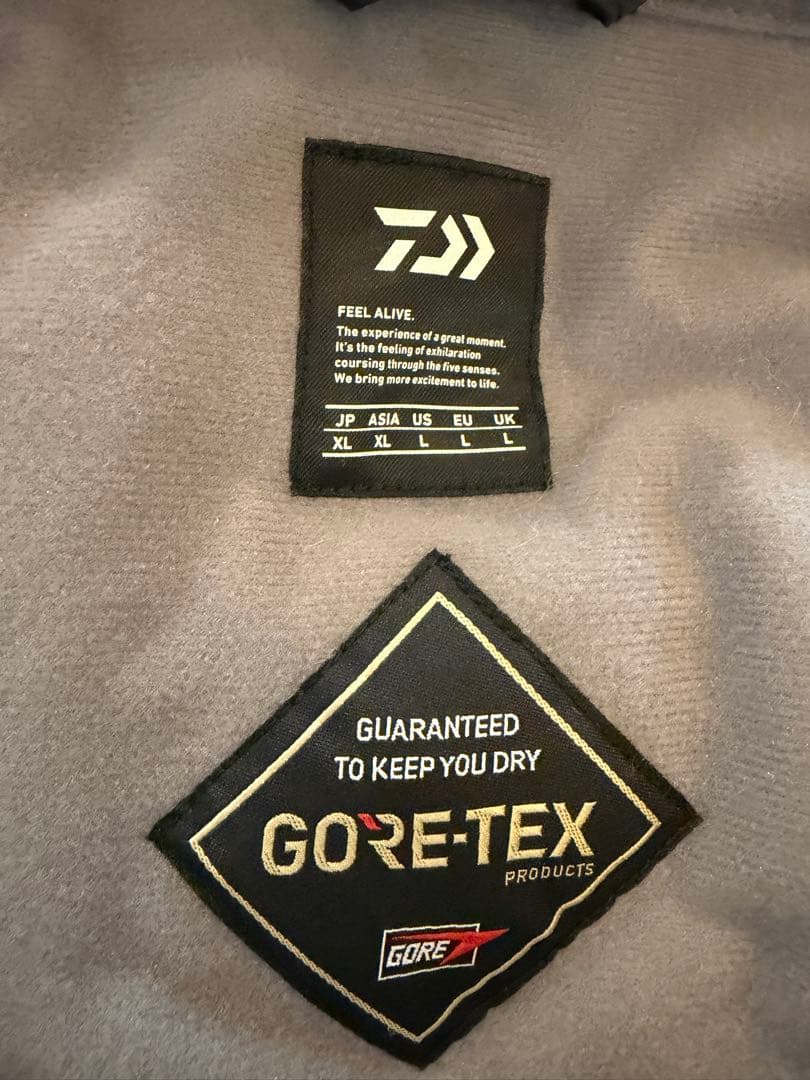 FEEL ALIVE.
The experience of a great moment.
It's the feeling of exhilaration
coursing through the five senses.
We bring more excitement to life.
JP ASIA US EU UK
XL XL L L L
GUARANTEED
TO KEEP YOU DRY
GORE-TEX
PRODUCTS
GORE